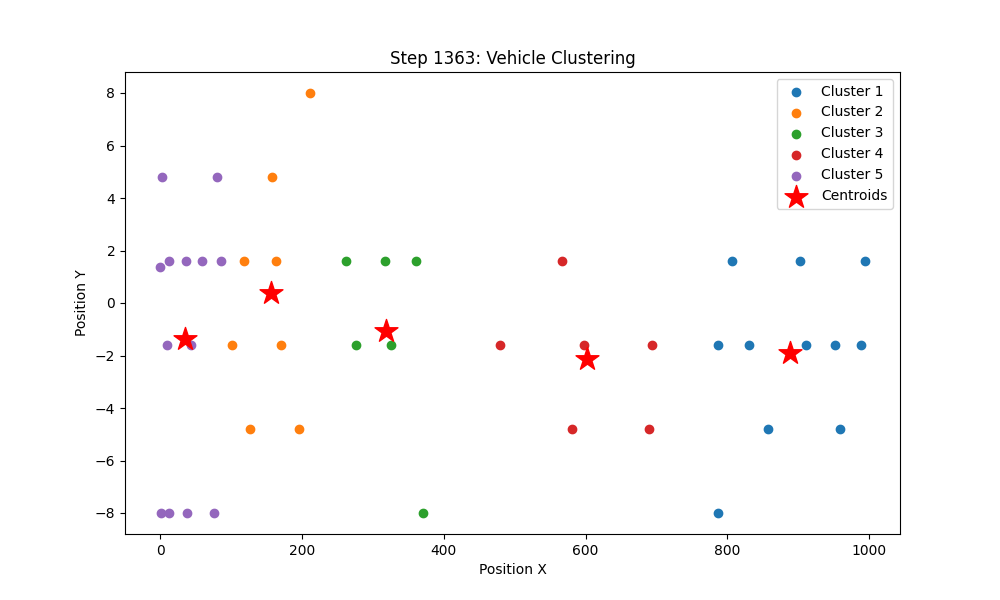 Step 1363: Vehicle Clustering
Cluster 1
Cluster 2
Cluster 3
Cluster 4
Cluster 5
Centroids
Position Y
8
6
4
2
0
−2
−4
−6
−8
0
200
400
600
800
1000
Position X